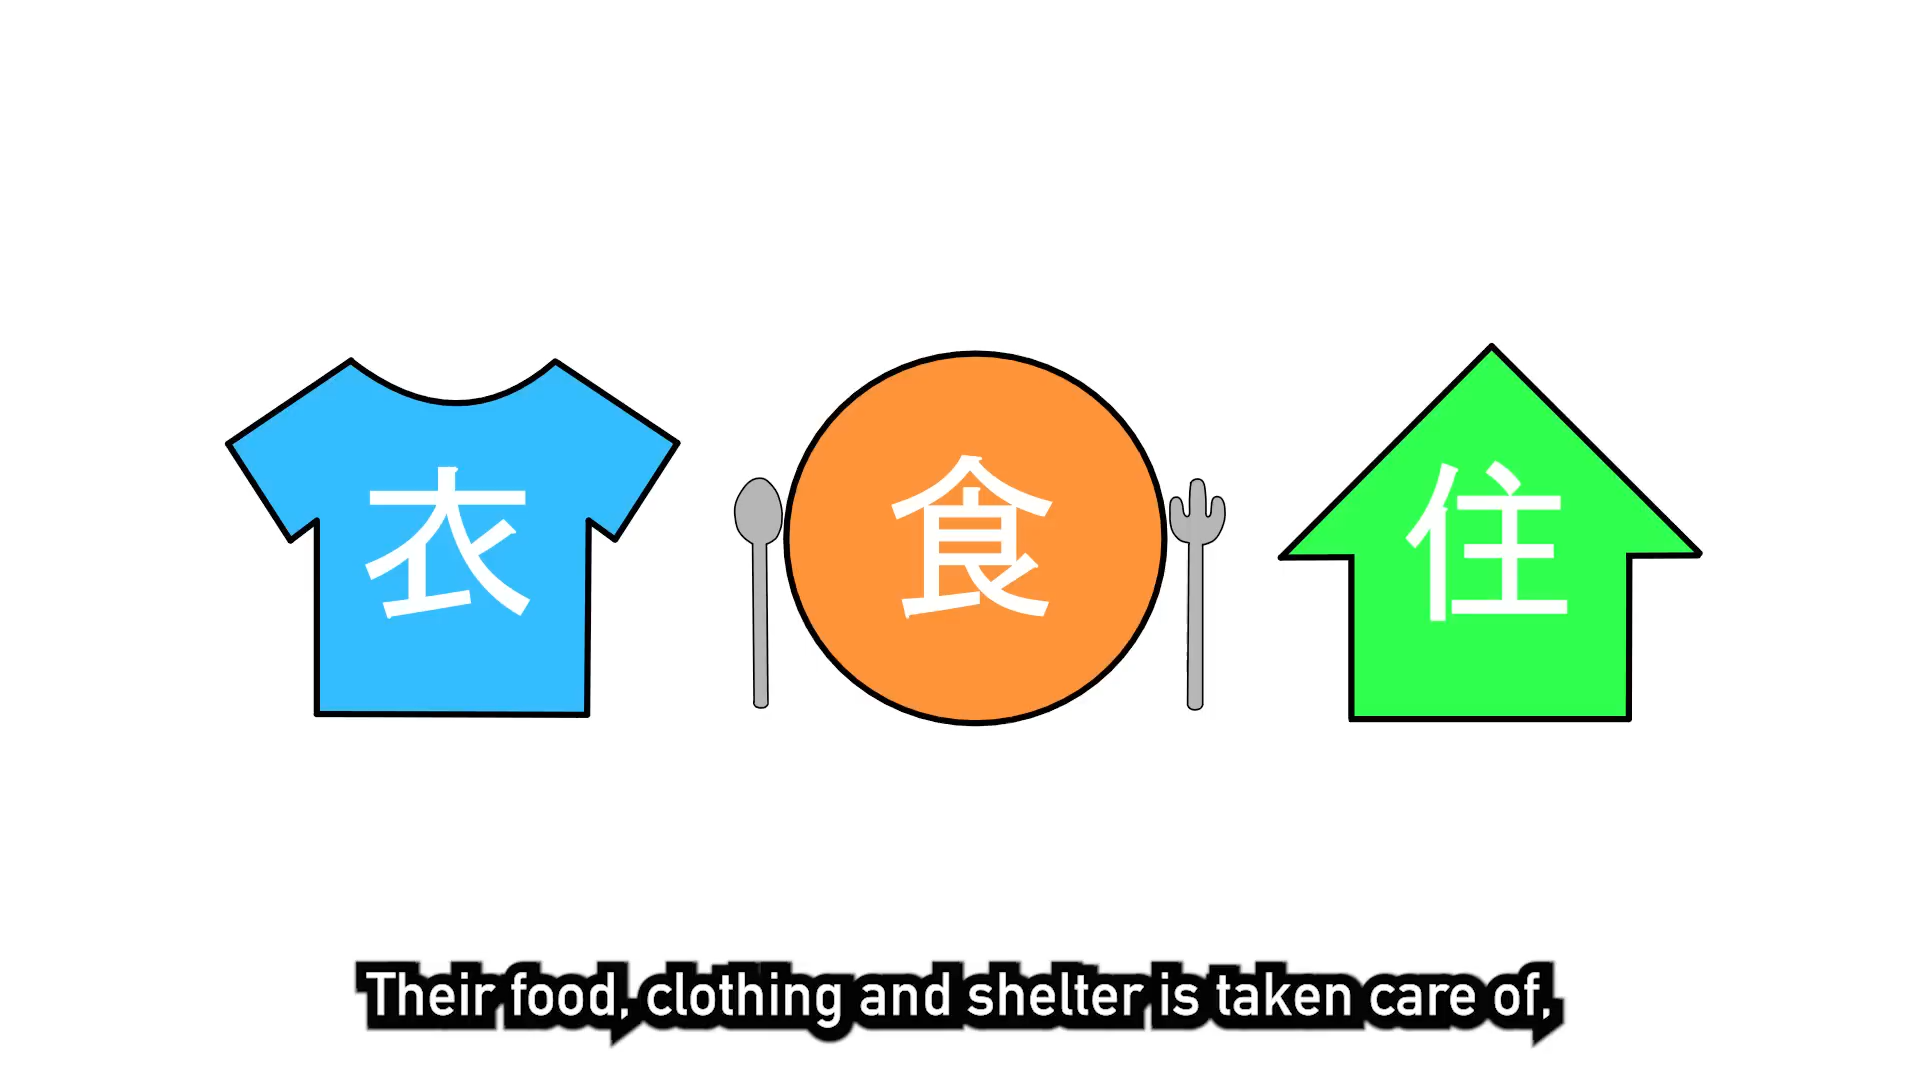 衣
食
住
Their food, clothing and shelter is taken care of,